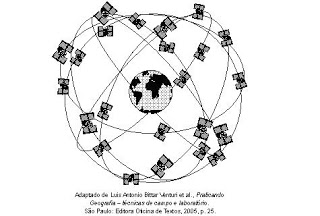 Adaptado de Luis Antonio Bittar Venturi et al., Praticando
Geografia – técnicas de campo e laboratório.
São Paulo: Editora Oficina de Textos, 2005, p. 25.